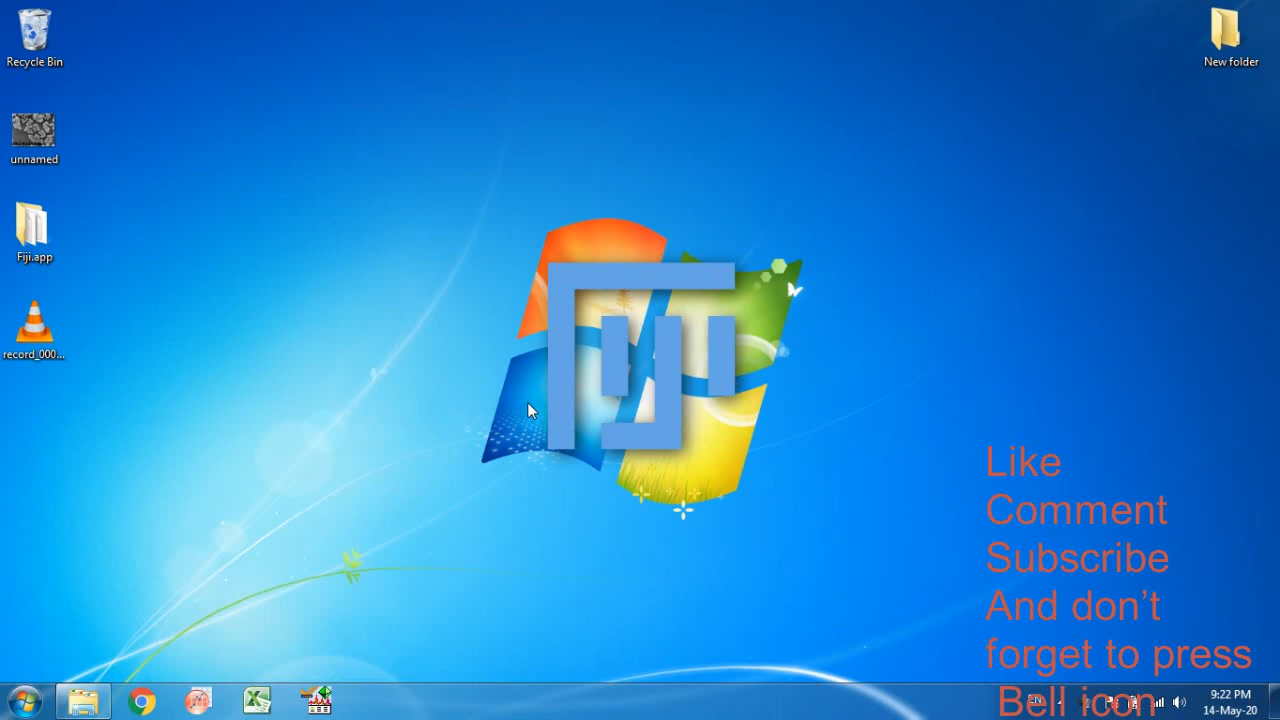 Recycle Bin
New folder
unnamed
Fiji.app
record_000...
Like
Comment
Subscribe
And don't
forget to press
Bell icon
9:22 PM
14-May-20